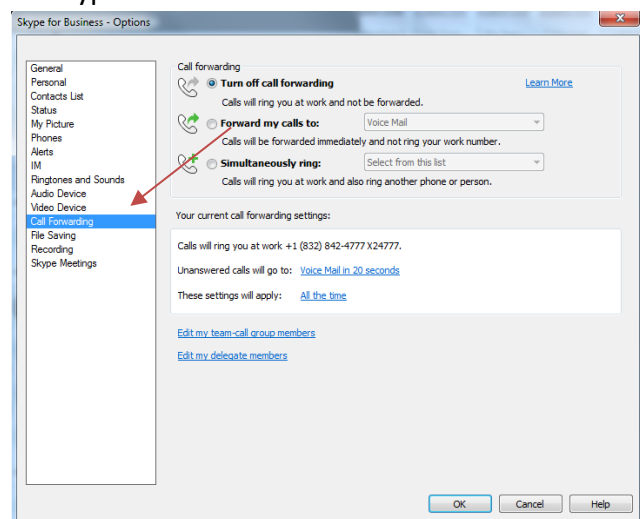 Skype for Business - Options
General
Personal
Contacts List
Status
My Picture
Phones
Alerts
IM
Ringtones and Sounds
Audio Device
Video Device
Call Forwarding
File Saving
Recording
Skype Meetings
Call forwarding
Turn off call forwarding
Learn More
Calls will ring you at work and not be forwarded.
Forward my calls to:
Voice Mail
Calls will be forwarded immediately and not ring your work number.
Simultaneously ring:
Select from this list
Calls will ring you at work and also ring another phone or person.
Your current call forwarding settings:
Calls will ring you at work +1 (832) 842-4777 X24777.
Unanswered calls will go to: Voice Mail in 20 seconds
These settings will apply: All the time
Edit my team-call group members
Edit my delegate members
OK
Cancel
Help